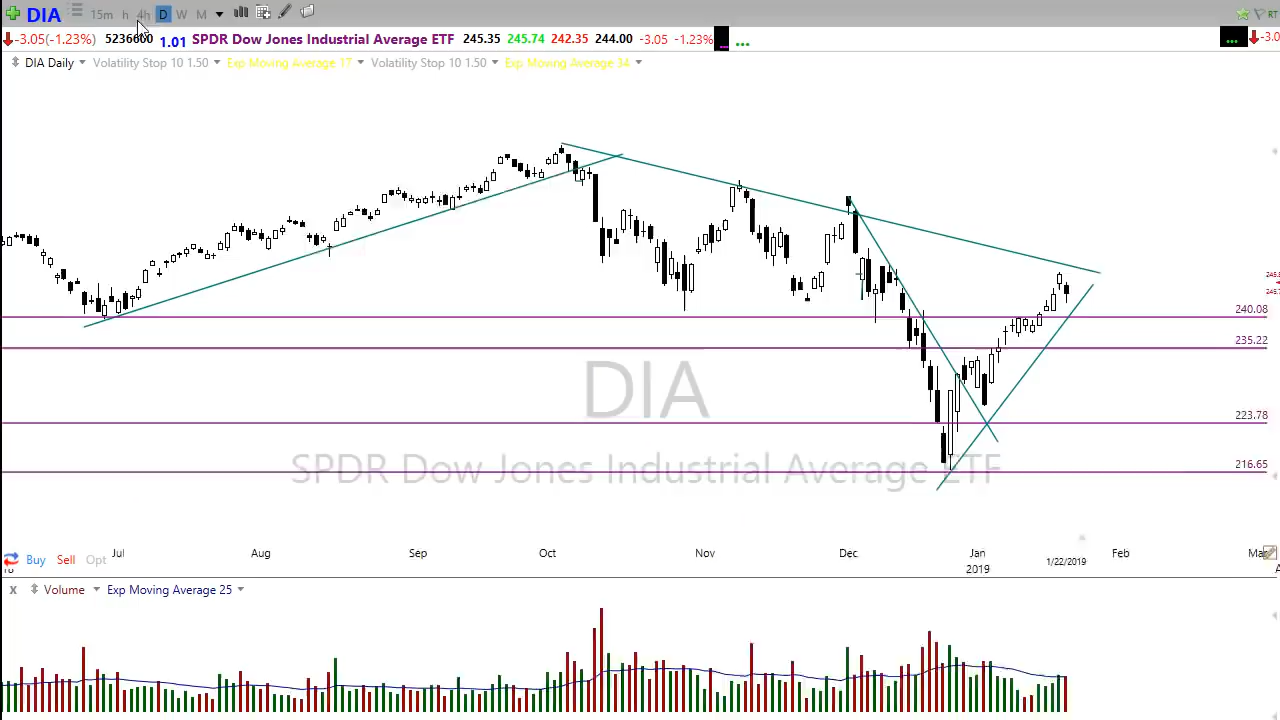 DIA 15m h 4h D W M RT
-3.05(-1.23%) 5236600 1.01 SPDR Dow Jones Industrial Average ETF 245.35 245.74 242.35 244.00 -3.05 -1.23% ... ... -3.0
DIA Daily Volatility Stop 10 1.50 Exp Moving Average 17 Volatility Stop 10 1.50 Exp Moving Average 34
240.08
235.22
DIA
223.78
SPDR Dow Jones Industrial Average ETF
216.65
Jul Aug Sep Oct Nov Dec Jan Feb
2019 1/22/2019
Buy Sell Opt
X Volume Exp Moving Average 25